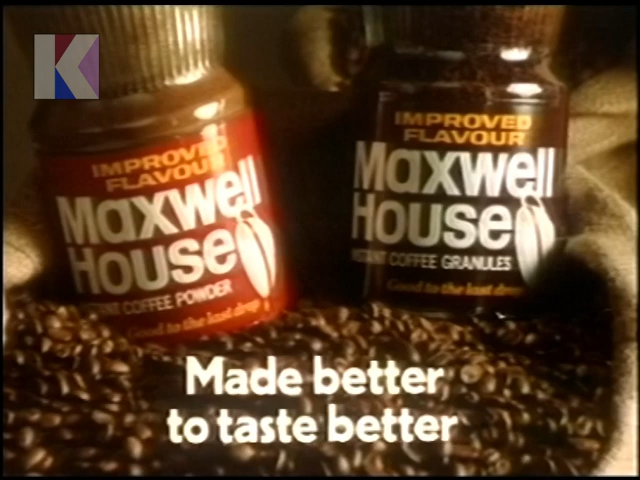 K
IMPROVED
FLAVOUR
Maxwell
House
INSTANT COFFEE POWDER
Good to the last drop
IMPROVED
FLAVOUR
Maxwell
House
INSTANT COFFEE GRANULES
Good to the last drop
Made better
to taste better